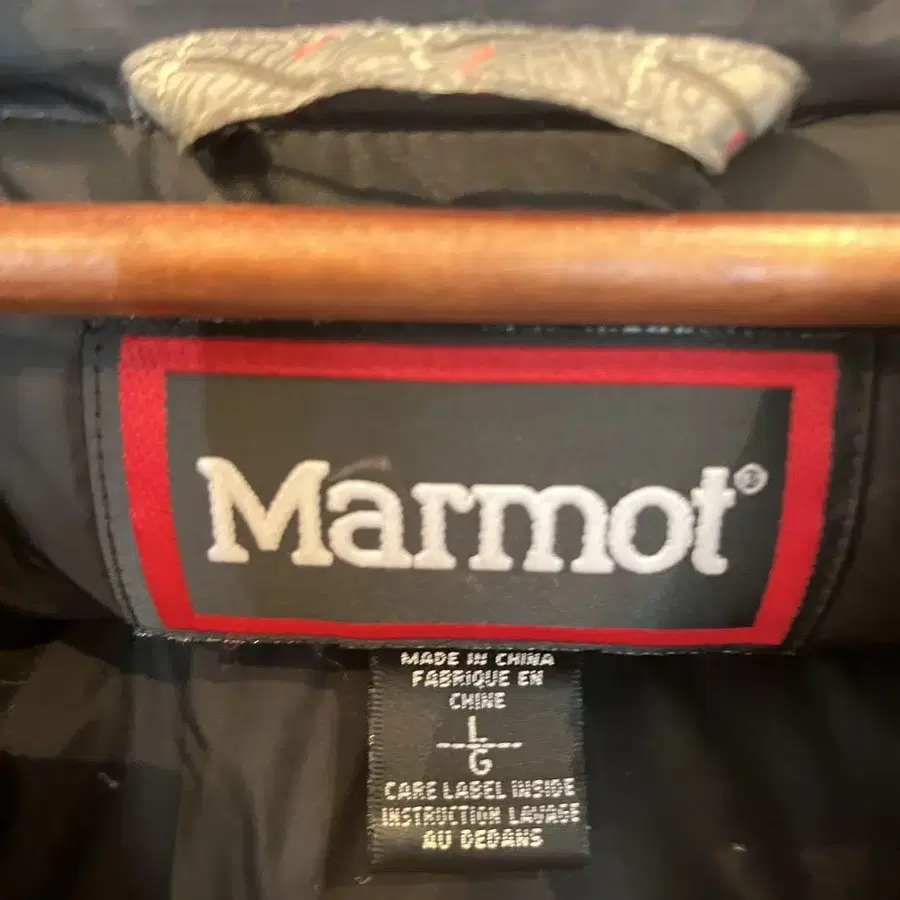 Marmot®
MADE IN CHINA
FABRIQUE EN
CHINE
L
G
CARE LABEL INSIDE
INSTRUCTION LAVAGE
AU DEDANS